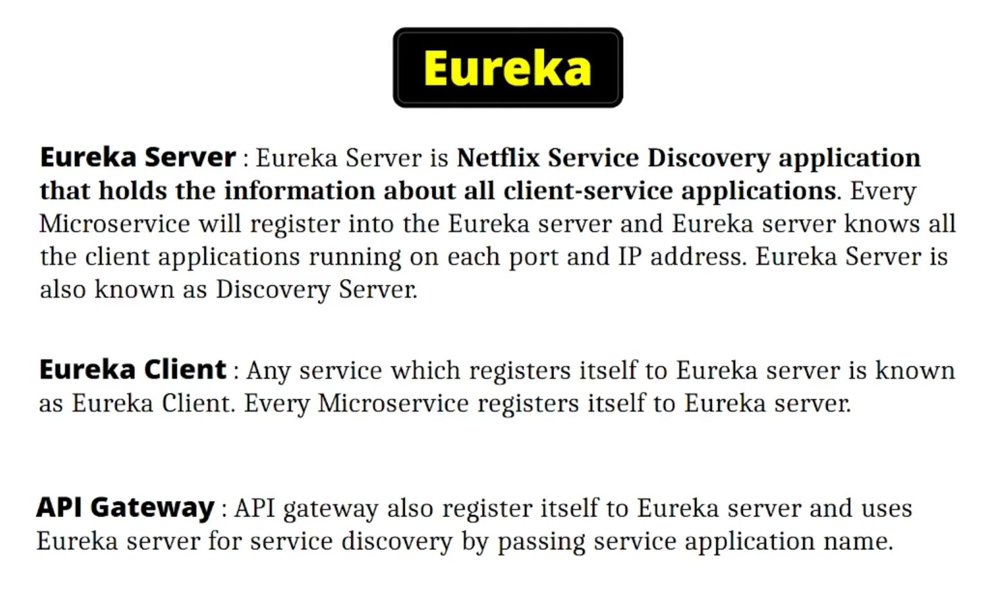 Eureka
Eureka Server : Eureka Server is Netflix Service Discovery application
that holds the information about all client-service applications. Every
Microservice will register into the Eureka server and Eureka server knows all
the client applications running on each port and IP address. Eureka Server is
also known as Discovery Server.
Eureka Client : Any service which registers itself to Eureka server is known
as Eureka Client. Every Microservice registers itself to Eureka server.
API Gateway : API gateway also register itself to Eureka server and uses
Eureka server for service discovery by passing service application name.